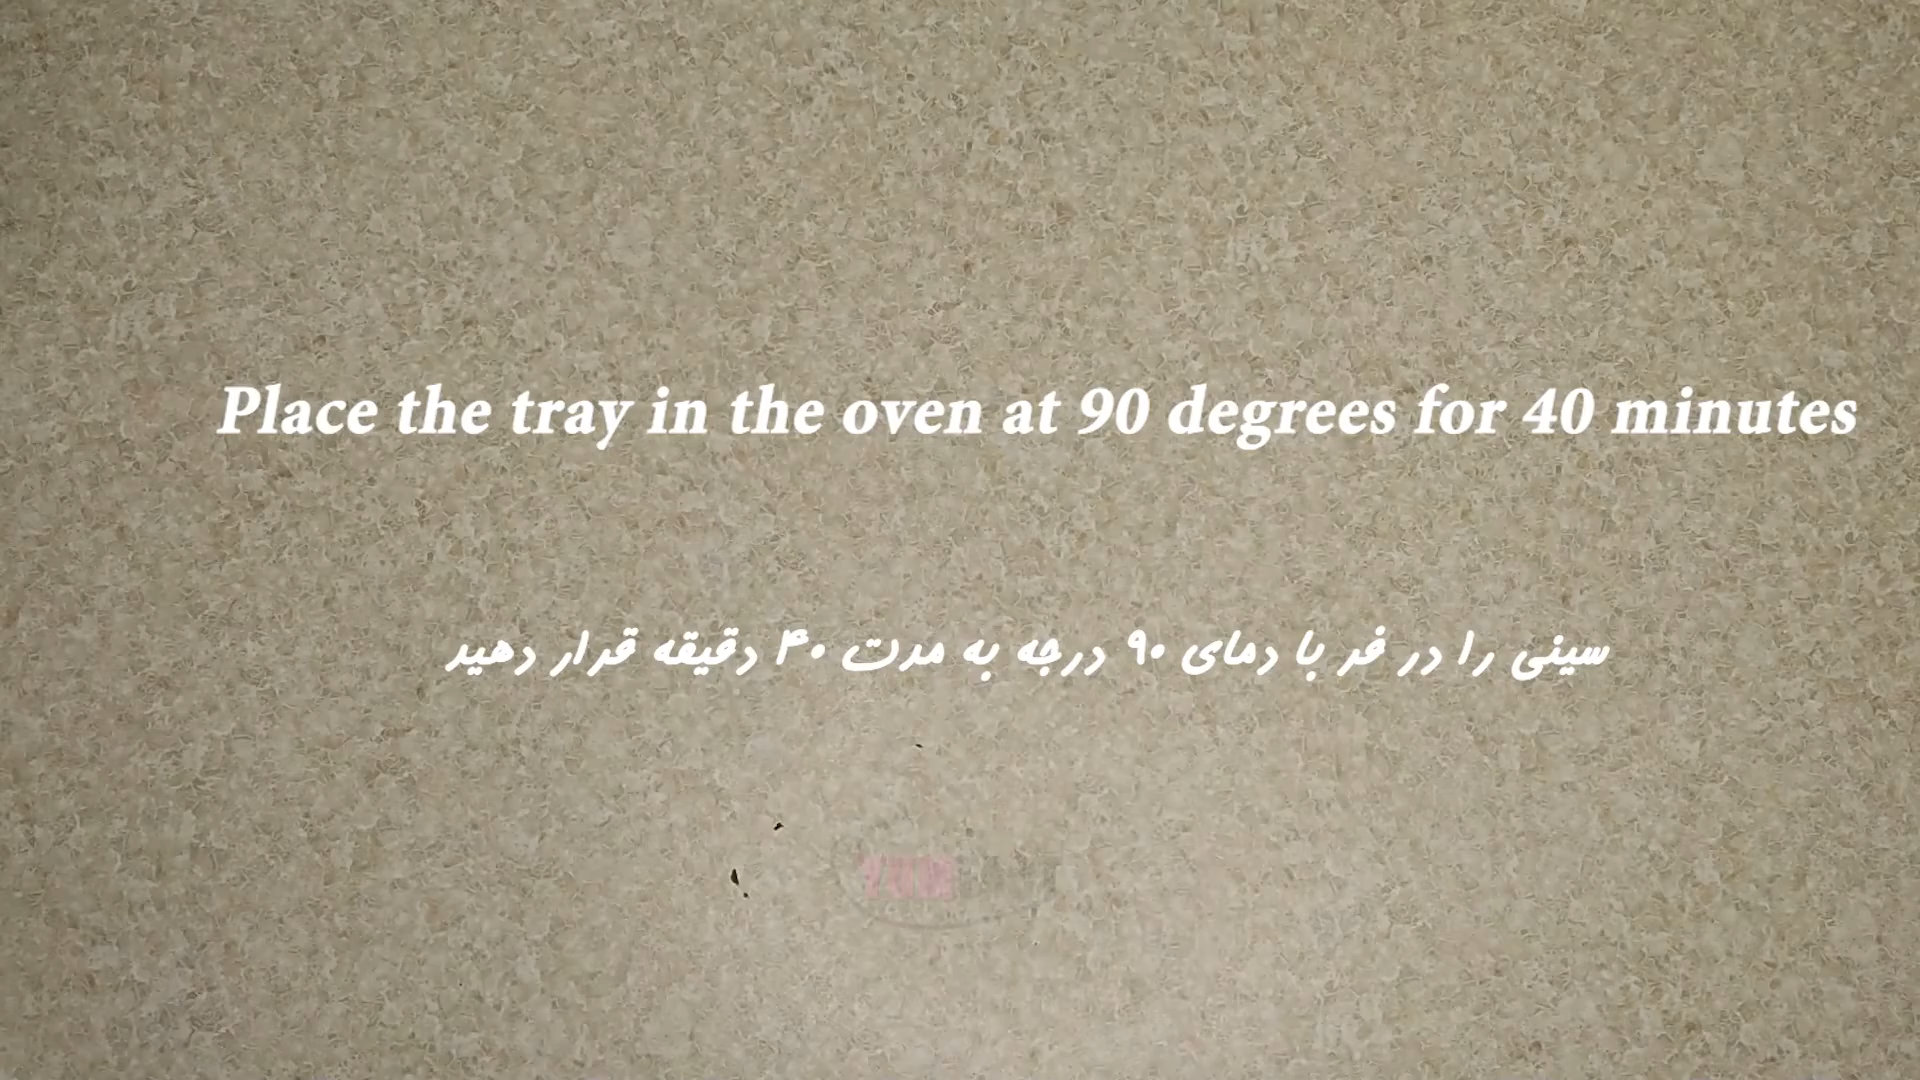 Place the tray in the oven at 90 degrees for 40 minutes
سینی را در فر با دمای ۹۰ درجه به مدت ۴۰ دقیقه قرار دهید